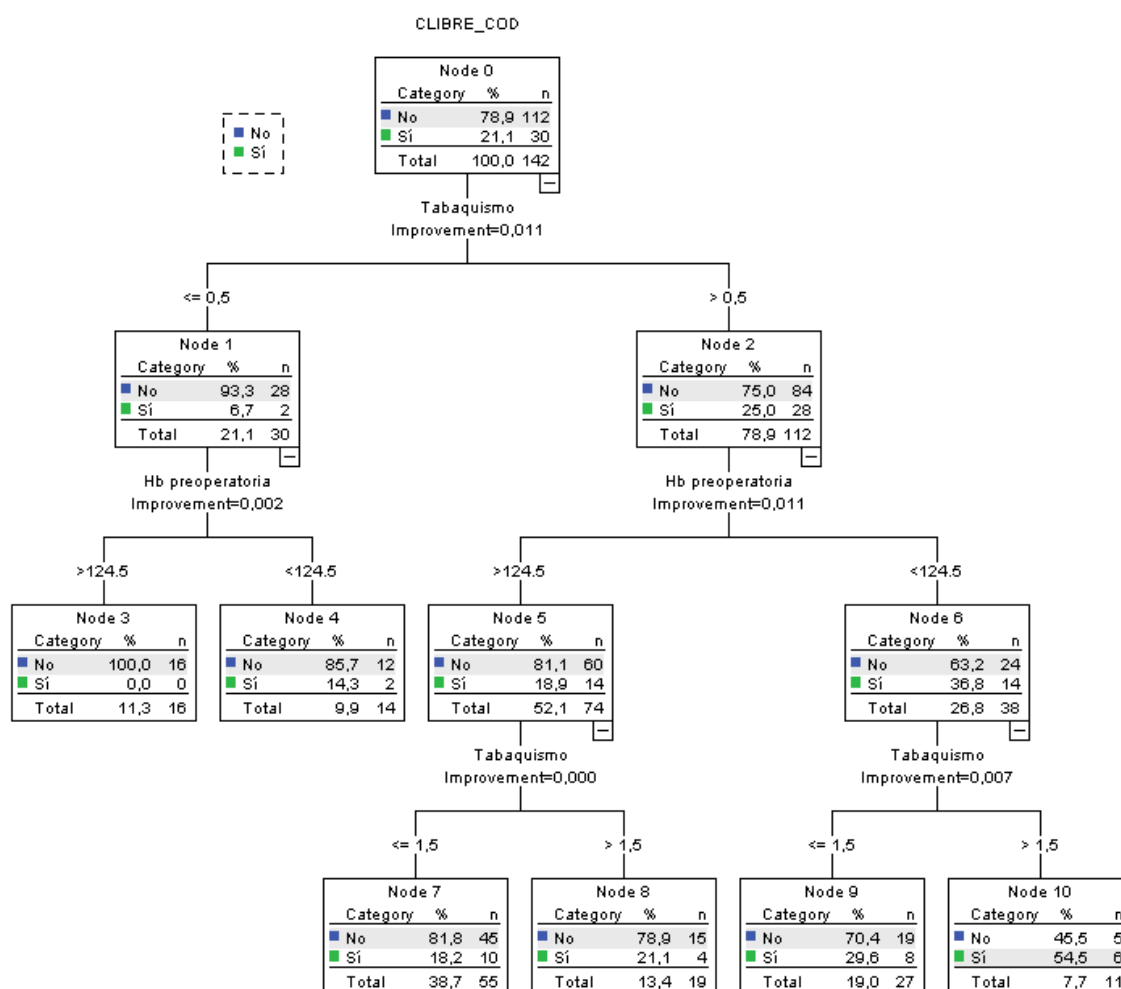 CLIBRE_COD
No
Sí
Node 0
Category % n
No 78,9 112
Sí 21,1 30
Total 100,0 142
Tabaquismo
Improvement=0,011
<= 0,5
> 0,5
Node 1
Category % n
No 93,3 28
Sí 6,7 2
Total 21,1 30
Node 2
Category % n
No 75,0 84
Sí 25,0 28
Total 78,9 112
Hb preoperatoria
Improvement=0,002
Hb preoperatoria
Improvement=0,011
>124.5
<124.5
>124.5
<124.5
Node 3
Category % n
No 100,0 16
Sí 0,0 0
Total 11,3 16
Node 4
Category % n
No 85,7 12
Sí 14,3 2
Total 9,9 14
Node 5
Category % n
No 81,1 60
Sí 18,9 14
Total 52,1 74
Node 6
Category % n
No 63,2 24
Sí 36,8 14
Total 26,8 38
Tabaquismo
Improvement=0,000
Tabaquismo
Improvement=0,007
<= 1,5
> 1,5
<= 1,5
> 1,5
Node 7
Category % n
No 81,8 45
Sí 18,2 10
Total 38,7 55
Node 8
Category % n
No 78,9 15
Sí 21,1 4
Total 13,4 19
Node 9
Category % n
No 70,4 19
Sí 29,6 8
Total 19,0 27
Node 10
Category % n
No 45,5 5
Sí 54,5 6
Total 7,7 11